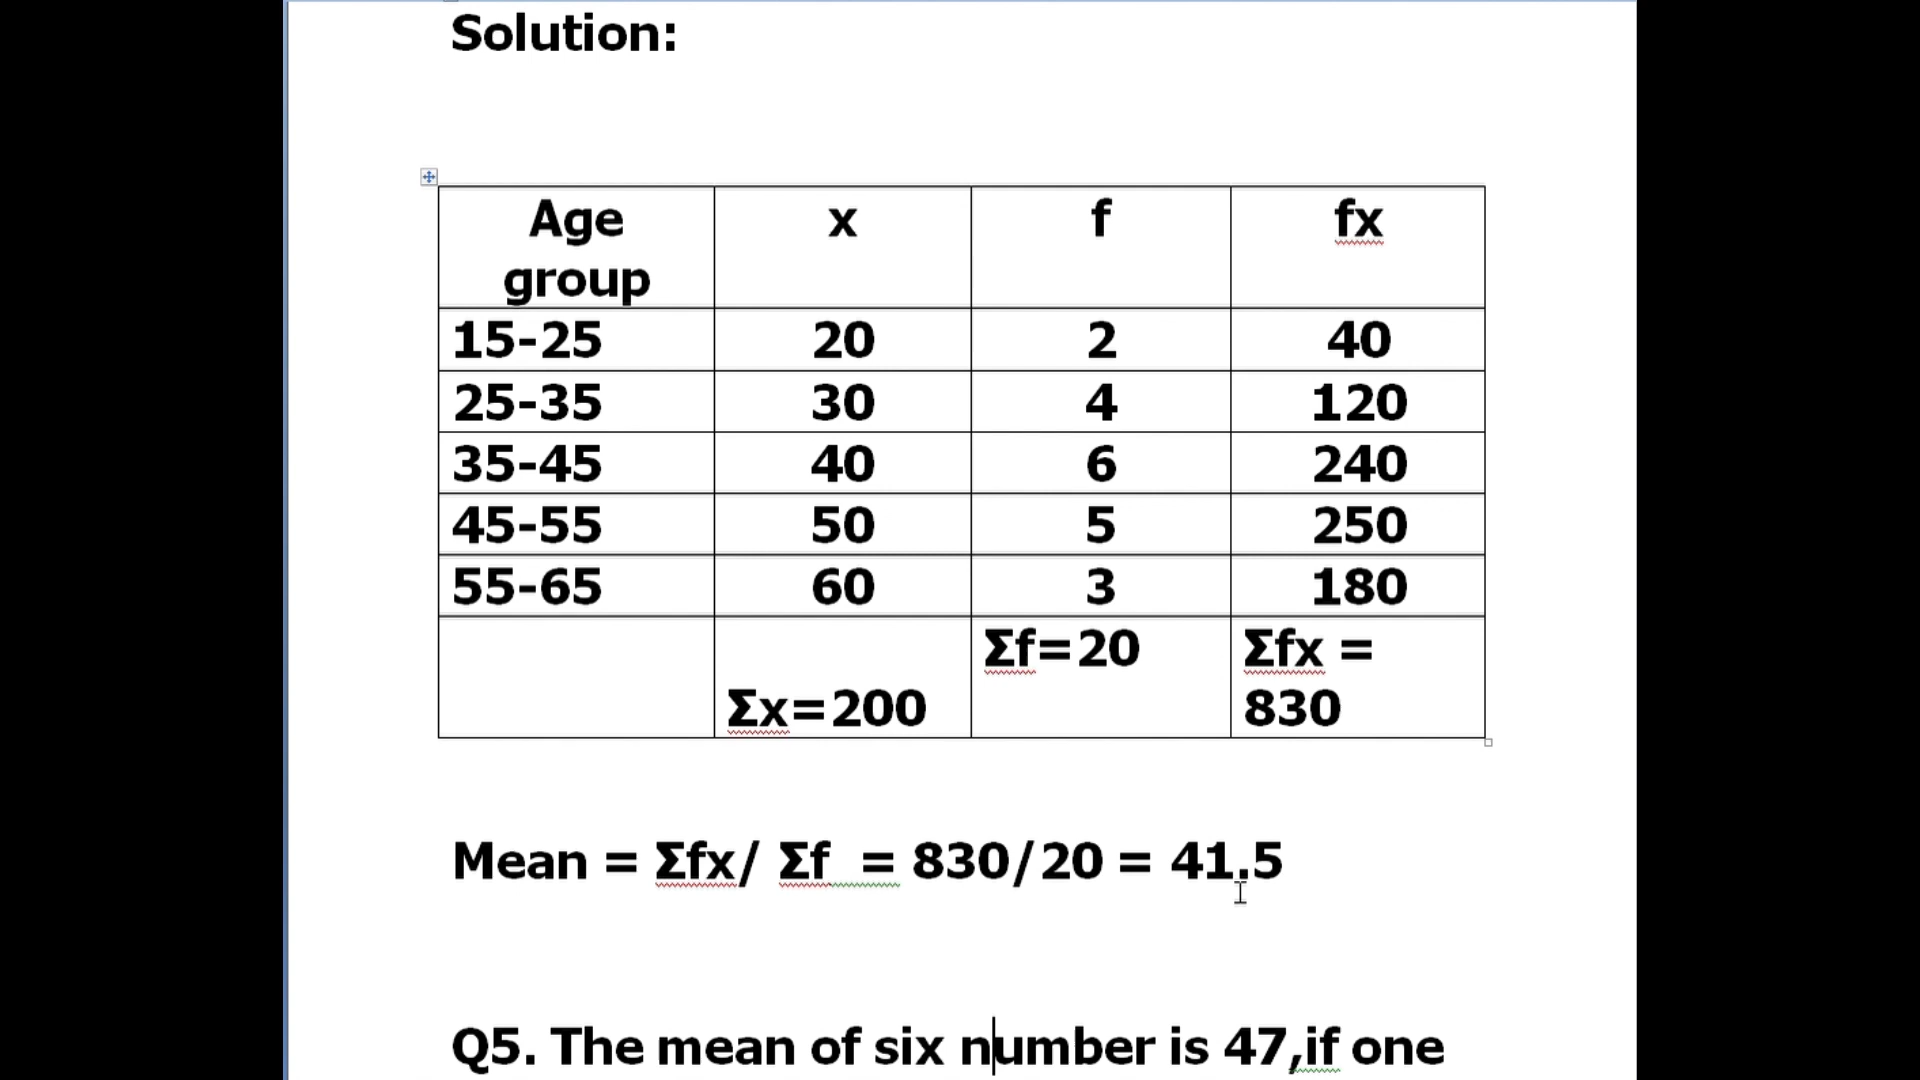 Solution:
Age group x f fx
15-25 20 2 40
25-35 30 4 120
35-45 40 6 240
45-55 50 5 250
55-65 60 3 180
Σx=200 Σf=20 Σfx = 830
Mean = Σfx/ Σf = 830/20 = 41.5
Q5. The mean of six number is 47,if one